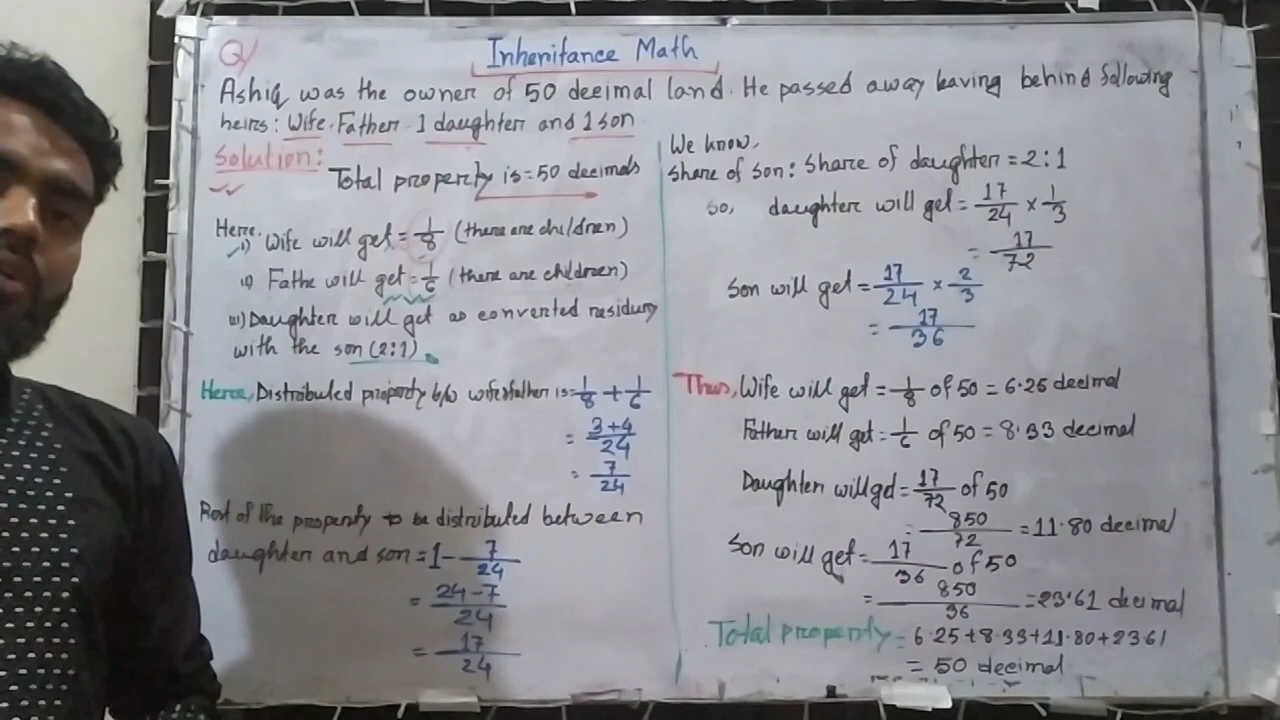 Q/
Inheritance Math
Ashiq was the owner of 50 decimal land. He passed away leaving behind following
heirs: Wife, Father, 1 daughter and 1 son
Solution:
Total property is = 50 decimals
Here,
i) Wife will get = 1/8 (there are children)
ii) Fathe will get = 1/6 (there are children)
iii) Daughter will get as converted residury
with the son (2:1)
Here, Distributed property b/w wife & father is = 1/8 + 1/6
= 3+4/24
= 7/24
Rest of the property to be distributed between
daughter and son = 1 - 7/24
= 24-7/24
= 17/24
We know,
Share of son : Share of daughter = 2:1
So, daughter will get = 17/24 × 1/3
= 17/72
Son will get = 17/24 × 2/3
= 17/36
Thus, Wife will get = 1/8 of 50 = 6.25 decimal
Father will get = 1/6 of 50 = 8.33 decimal
Daughter will get = 17/72 of 50
= 850/72 = 11.80 decimal
Son will get = 17/36 of 50
= 850/36 = 23.61 decimal
Total property = 6.25+8.33+11.80+23.61
= 50 decimal